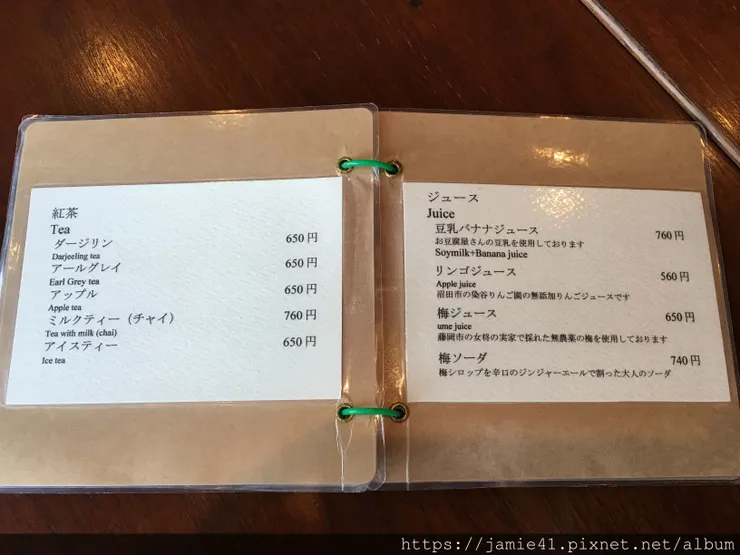 紅茶
Tea
ダージリン 650円
Darjeeling tea
アールグレイ 650円
Earl Grey tea
アップル 650円
Apple tea
ミルクティー（チャイ） 760円
Tea with milk (chai)
アイスティー 650円
Ice tea
ジュース
Juice
豆乳バナナジュース 760円
お豆腐屋さんの豆乳を使用しております
Soymilk+Banana juice
リンゴジュース 560円
Apple juice
沼田市の染谷りんご園の無添加りんごジュースです
梅ジュース 650円
ume juice
藤岡市の女将の実家で採れた無農薬の梅を使用しております
梅ソーダ 740円
梅シロップを辛口のジンジャーエールで割った大人のソーダ
https://jamie41.pixnet.net/album